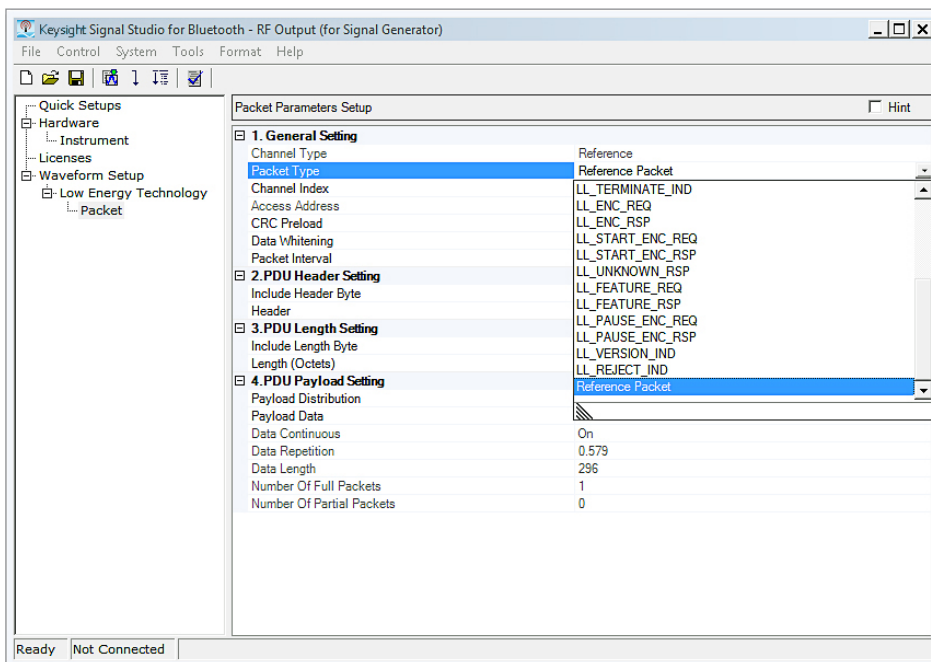 Keysight Signal Studio for Bluetooth - RF Output (for Signal Generator)
File Control System Tools Format Help
Quick Setups
Hardware
Instrument
Licenses
Waveform Setup
Low Energy Technology
Packet
Packet Parameters Setup
Hint
1. General Setting
Channel Type Reference
Packet Type Reference Packet
Channel Index
Access Address
CRC Preload
Data Whitening
Packet Interval
2.PDU Header Setting
Include Header Byte
Header
3.PDU Length Setting
Include Length Byte
Length (Octets)
4.PDU Payload Setting
Payload Distribution
Payload Data
LL_TERMINATE_IND
LL_ENC_REQ
LL_ENC_RSP
LL_START_ENC_REQ
LL_START_ENC_RSP
LL_UNKNOWN_RSP
LL_FEATURE_REQ
LL_FEATURE_RSP
LL_PAUSE_ENC_REQ
LL_PAUSE_ENC_RSP
LL_VERSION_IND
LL_REJECT_IND
Reference Packet
Data Continuous On
Data Repetition 0.579
Data Length 296
Number Of Full Packets 1
Number Of Partial Packets 0
Ready Not Connected